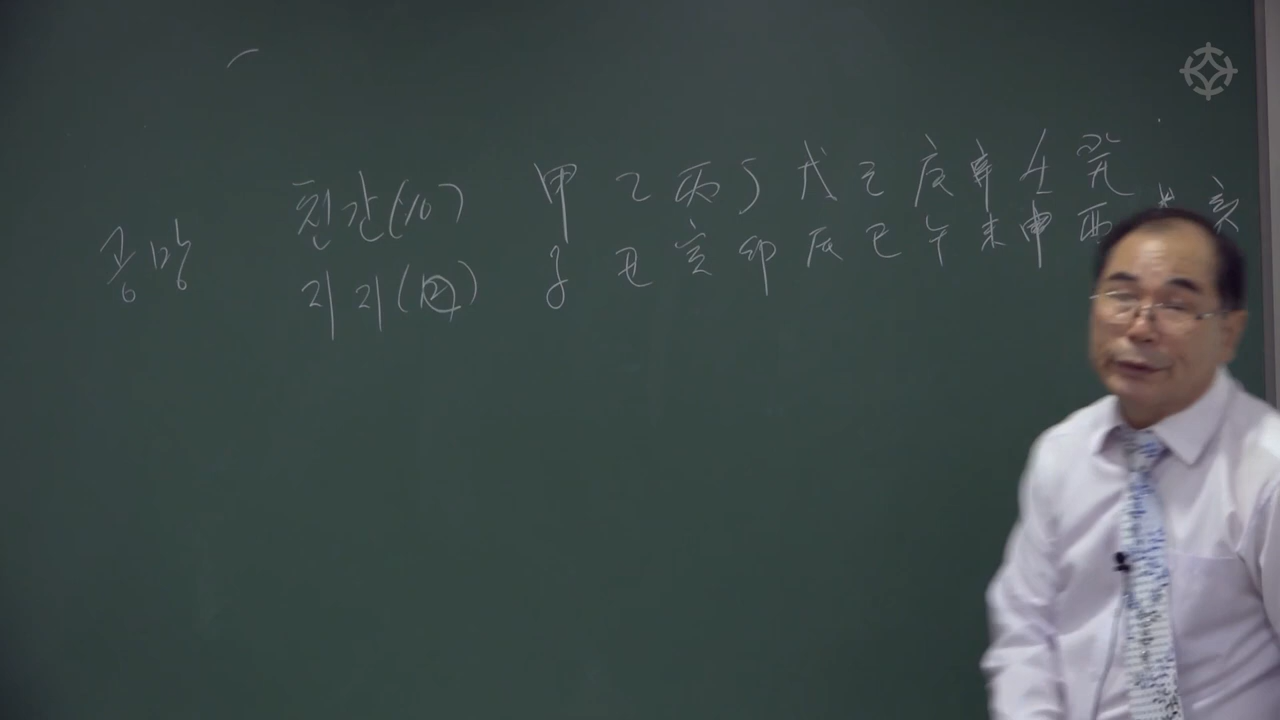 공망
천간(10) 甲 乙 丙 丁 戊 己 庚 辛 壬 癸
지지(12) 子 丑 寅 卯 辰 巳 午 未 申 酉 亥